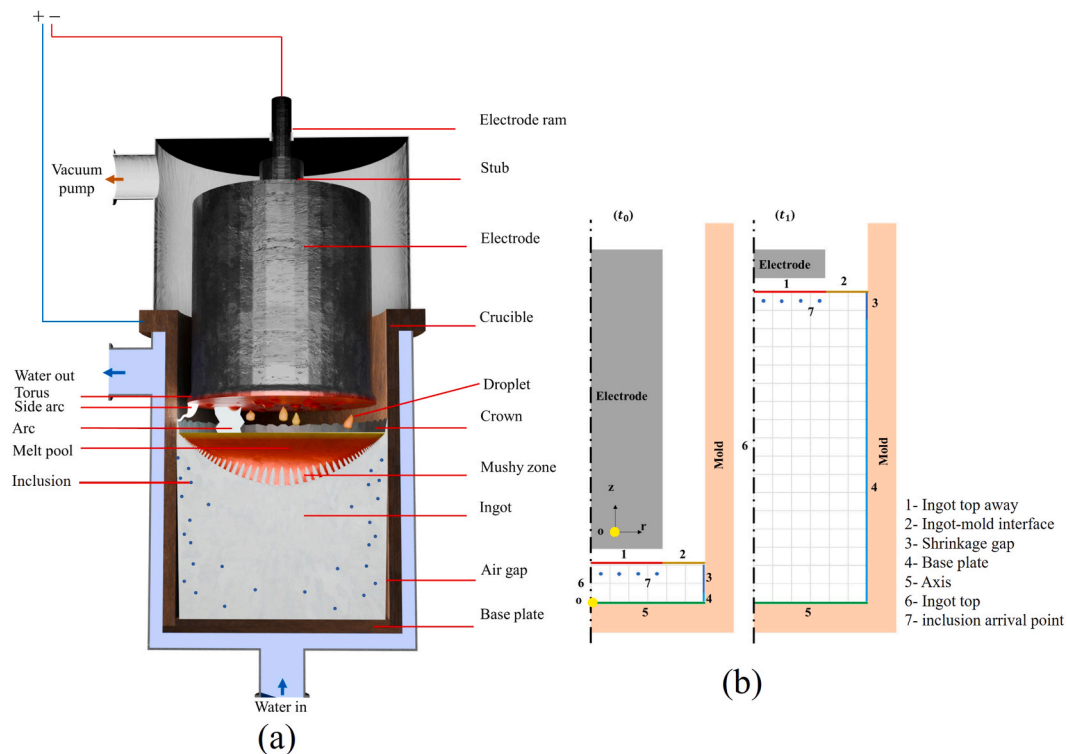 + −
Electrode ram
Vacuum
pump
Stub
Electrode
Crucible
Water out
Torus
Side arc
Arc
Melt pool
Inclusion
Droplet
Crown
Mushy zone
Ingot
Air gap
Base plate
Water in
(a)
(t₀)
Electrode
Mold
z
o
r
1
2
3
4
5
6
7
o
(t₁)
Electrode
Mold
1
2
3
4
5
6
7
1- Ingot top away
2- Ingot-mold interface
3- Shrinkage gap
4- Base plate
5- Axis
6- Ingot top
7- inclusion arrival point
(b)